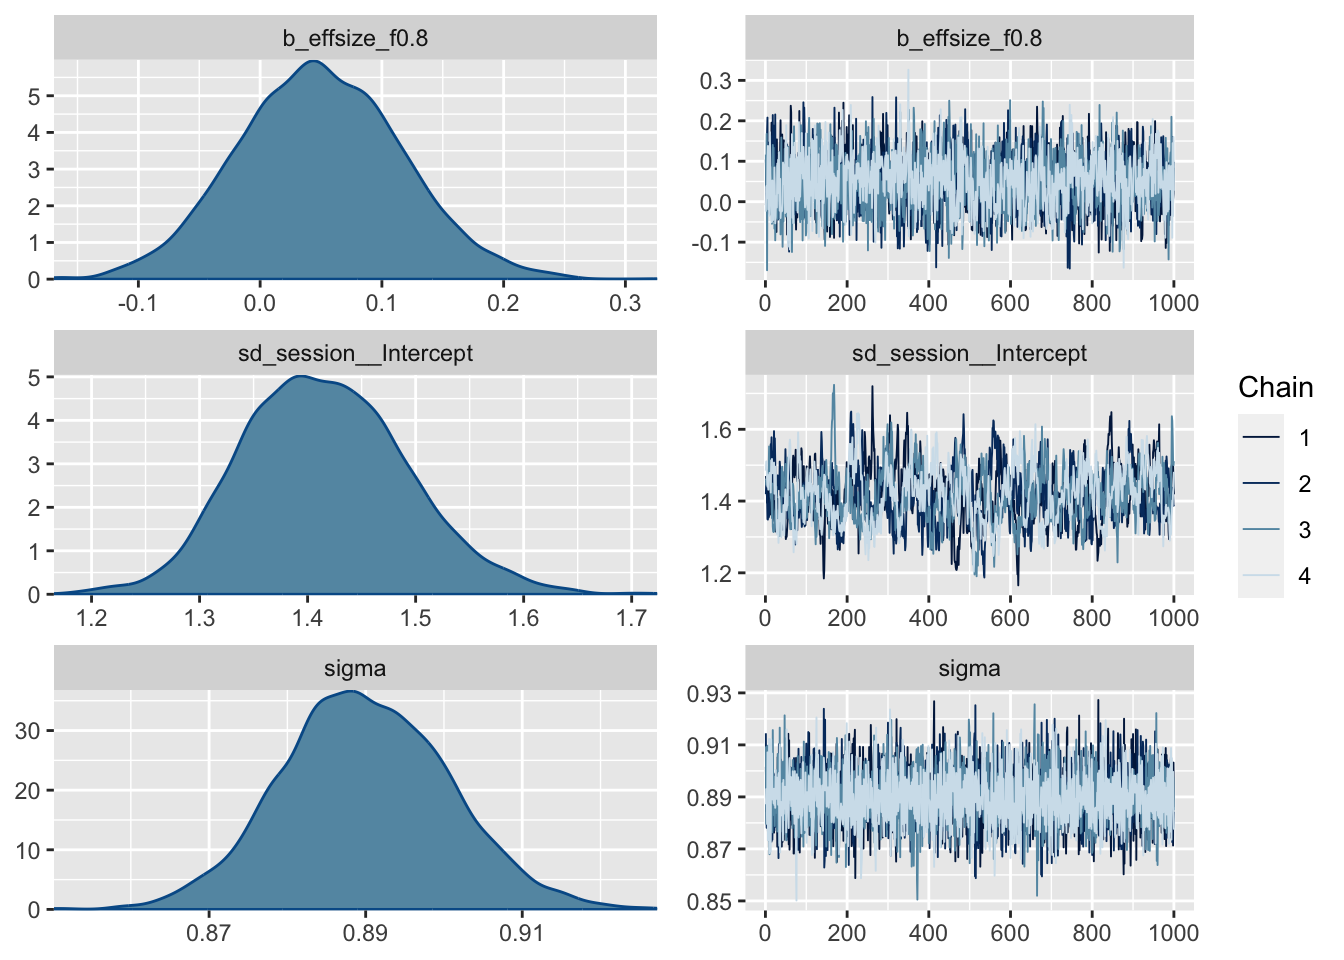 b_effsize_f0.8
5
4
3
2
1
0
-0.1 0.0 0.1 0.2 0.3
b_effsize_f0.8
0.3
0.2
0.1
0.0
-0.1
0 200 400 600 800 1000
sd_session__Intercept
5
4
3
2
1
0
1.2 1.3 1.4 1.5 1.6 1.7
sd_session__Intercept
1.6
1.4
1.2
0 200 400 600 800 1000
sigma
30
20
10
0
0.87 0.89 0.91
sigma
0.93
0.91
0.89
0.87
0.85
0 200 400 600 800 1000
Chain
1
2
3
4